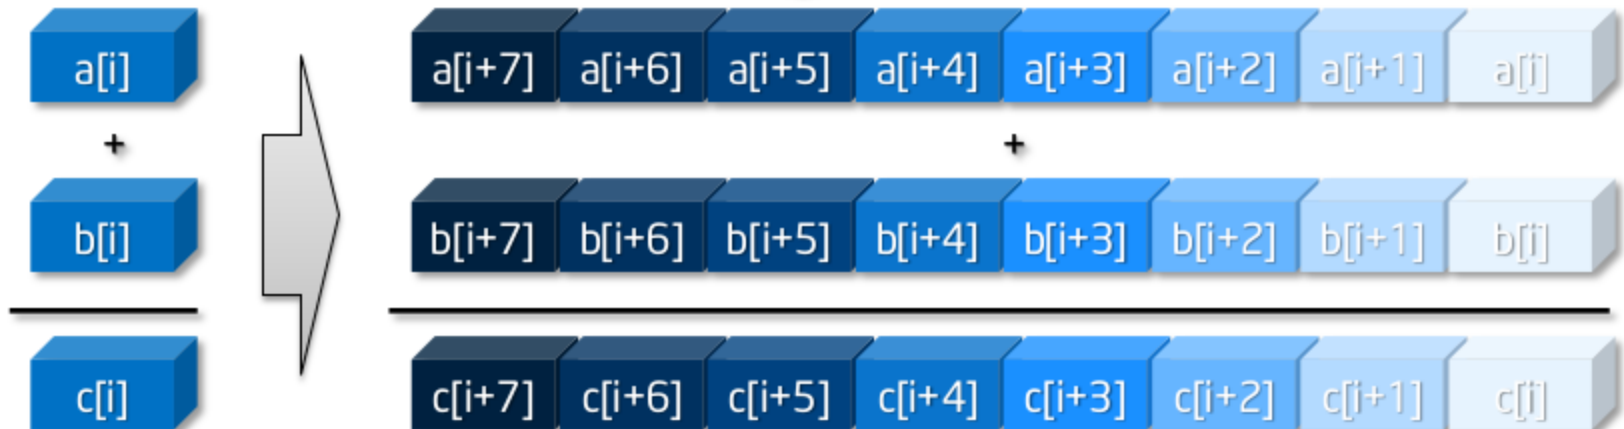 a[i] a[i+7] a[i+6] a[i+5] a[i+4] a[i+3] a[i+2] a[i+1] a[i]
+ +
b[i] b[i+7] b[i+6] b[i+5] b[i+4] b[i+3] b[i+2] b[i+1] b[i]
c[i] c[i+7] c[i+6] c[i+5] c[i+4] c[i+3] c[i+2] c[i+1] c[i]